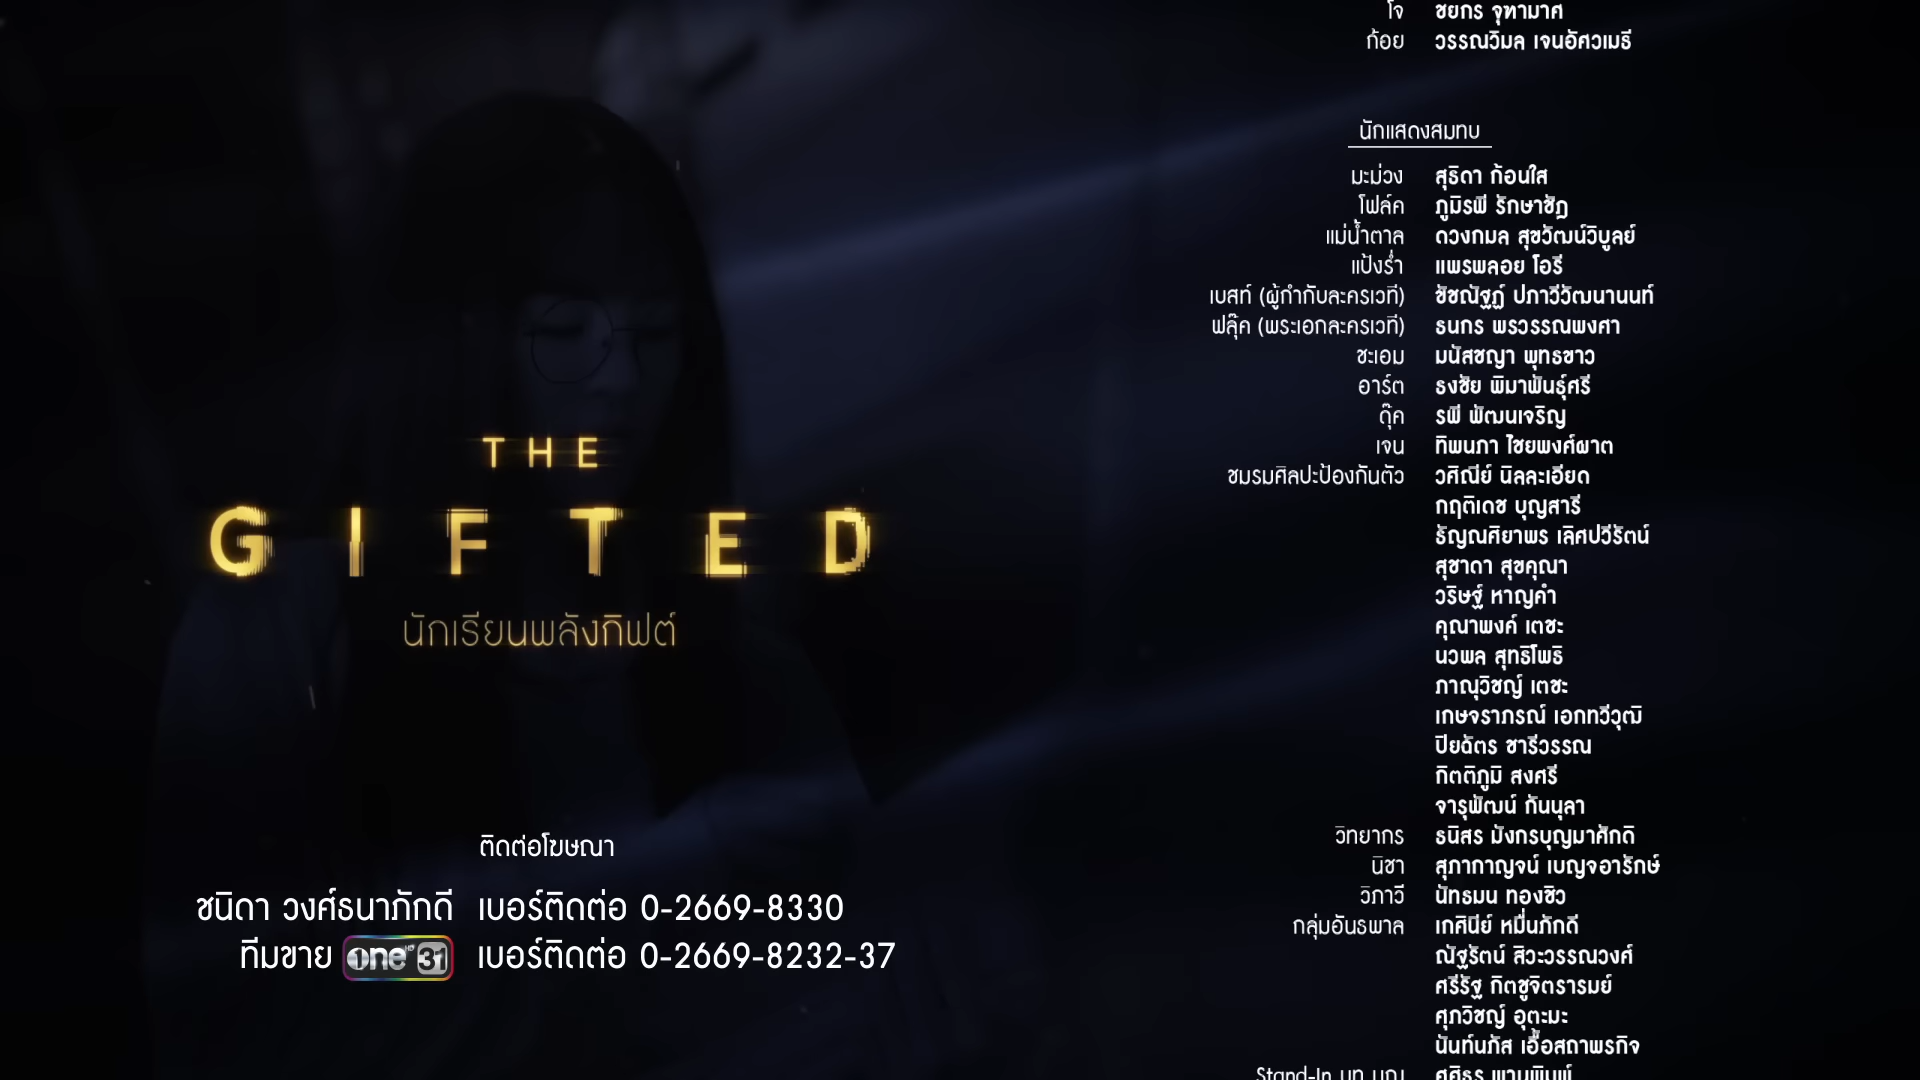 THE
GIFTED
นักเรียนพลังกิฟต์
ติดต่อโฆษณา
ชนิดา วงศ์ธนาภักดี เบอร์ติดต่อ 0-2669-8330
ทีมขาย one HD 31 เบอร์ติดต่อ 0-2669-8232-37
โจ ชยกร จุฑามาศ
ก้อย วรรณวิมล เจนอัศวเมธี
นักแสดงสมทบ
มะม่วง สุธิดา ก้อนใส
โฟล์ค ภูมิรพี รักษาชัฎ
แม่น้ำตาล ดวงกมล สุขวัฒน์วิบูลย์
แป้งร่ำ แพรพลอย โอรี
เบสท์ (ผู้กำกับละครเวที) ชัชณัฐฏ์ ปภาวีวัฒนานนท์
ฟลุ๊ค (พระเอกละครเวที) ธนกร พรวรรณพงศา
ชะเอม มนัสชญา พุทธขาว
อาร์ต ธงชัย พิมาพันธุ์ศรี
ดุ๊ค รพี พัฒนเจริญ
เจน ทิพนภา ไชยพงศ์ผาต
ชมรมศิลปะป้องกันตัว วศิณีย์ นิลละเอียด
กฤติเดช บุญสารี
ธัญณศิยาพร เลิศปวีรัตน์
สุชาดา สุขคุณา
วริษฐ์ หาญคำ
คุณาพงค์ เตชะ
นวพล สุทธิโพธิ
ภาณุวิชญ์ เตชะ
เกษจราภรณ์ เอกทวีวุฒิ
ปิยฉัตร ชารีวรรณ
กิตติภูมิ สงศรี
จารุพัฒน์ กันนุลา
วิทยากร ธนิสร มังกรบุญมาศักดิ
นิชา สุภากาญจน์ เบญจอารักษ์
วิภาวี นัทธมน ทองชิว
กลุ่มอันธพาล เกศินีย์ หมื่นภักดี
ณัฐรัตน์ สิวะวรรณวงศ์
ศรีรัฐ กิตชูจิตรารมย์
ศุภวิชญ์ อุตะมะ
นันท์นภัส เอื้อสถาพรกิจ
Stand-In